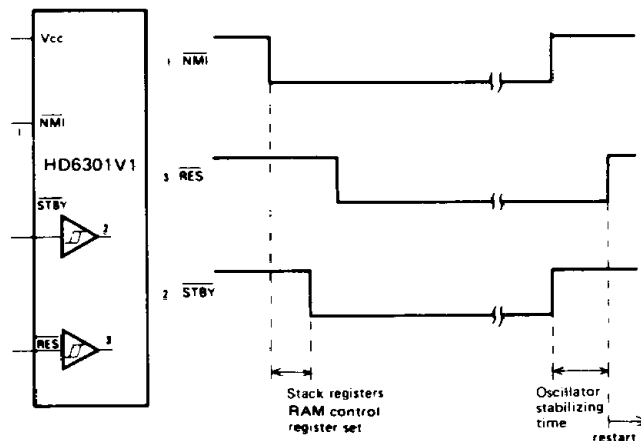 Vcc
NMI
1
HD6301V1
STBY
2
RES
3
1 NMI
3 RES
2 STBY
Stack registers
RAM control
register set
Oscillator
stabilizing
time
restart